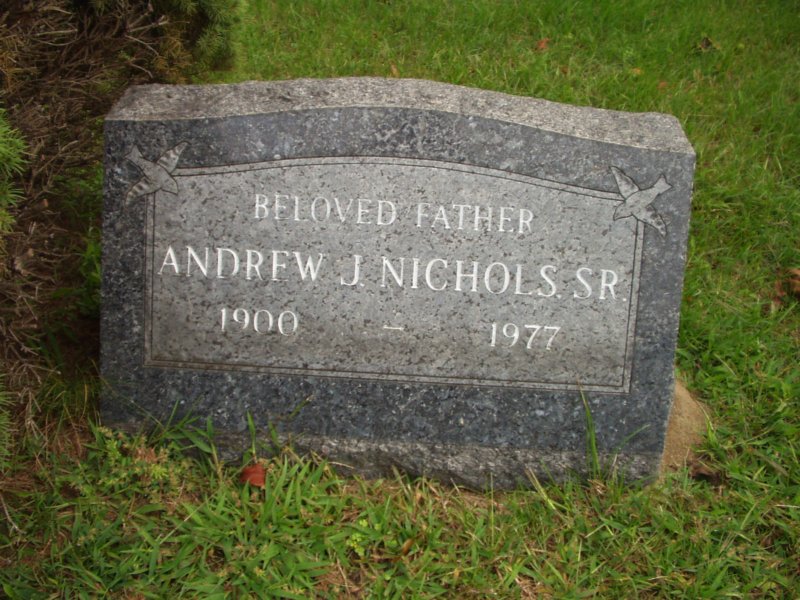 BELOVED FATHER
ANDREW J. NICHOLS, SR.
1900 — 1977